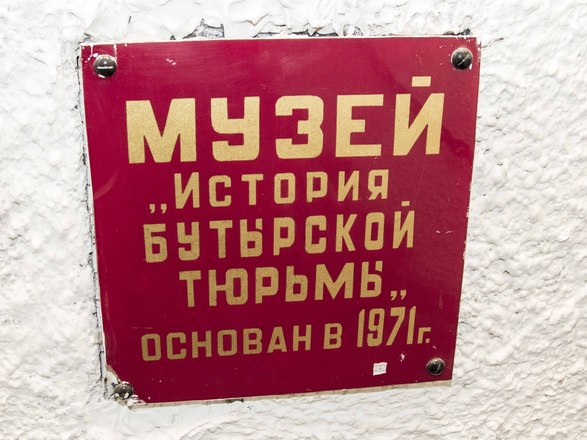 МУЗЕЙ
„ИСТОРИЯ
БУТЫРСКОЙ
ТЮРЬМЫ„
ОСНОВАН В 1971г.